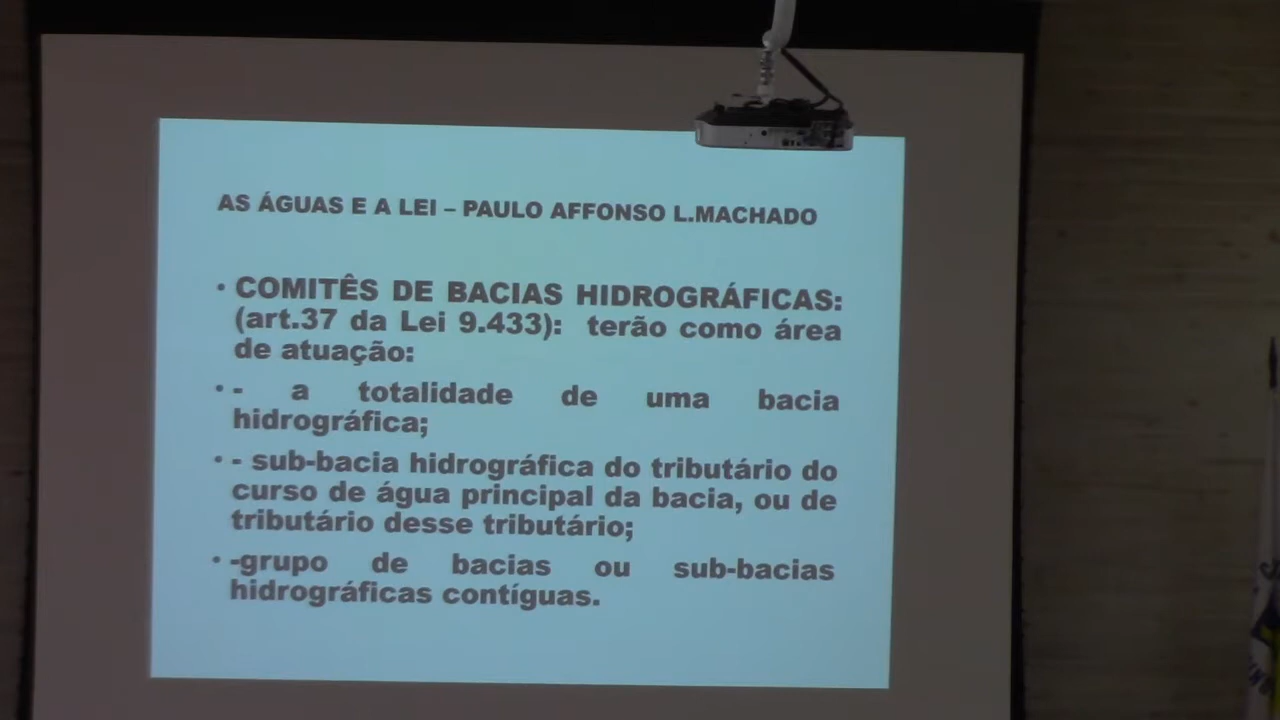 AS ÁGUAS E A LEI – PAULO AFFONSO L.MACHADO
• COMITÊS DE BACIAS HIDROGRÁFICAS:
(art.37 da Lei 9.433): terão como área
de atuação:
• - a totalidade de uma bacia
hidrográfica;
• - sub-bacia hidrográfica do tributário do
curso de água principal da bacia, ou de
tributário desse tributário;
• -grupo de bacias ou sub-bacias
hidrográficas contíguas.